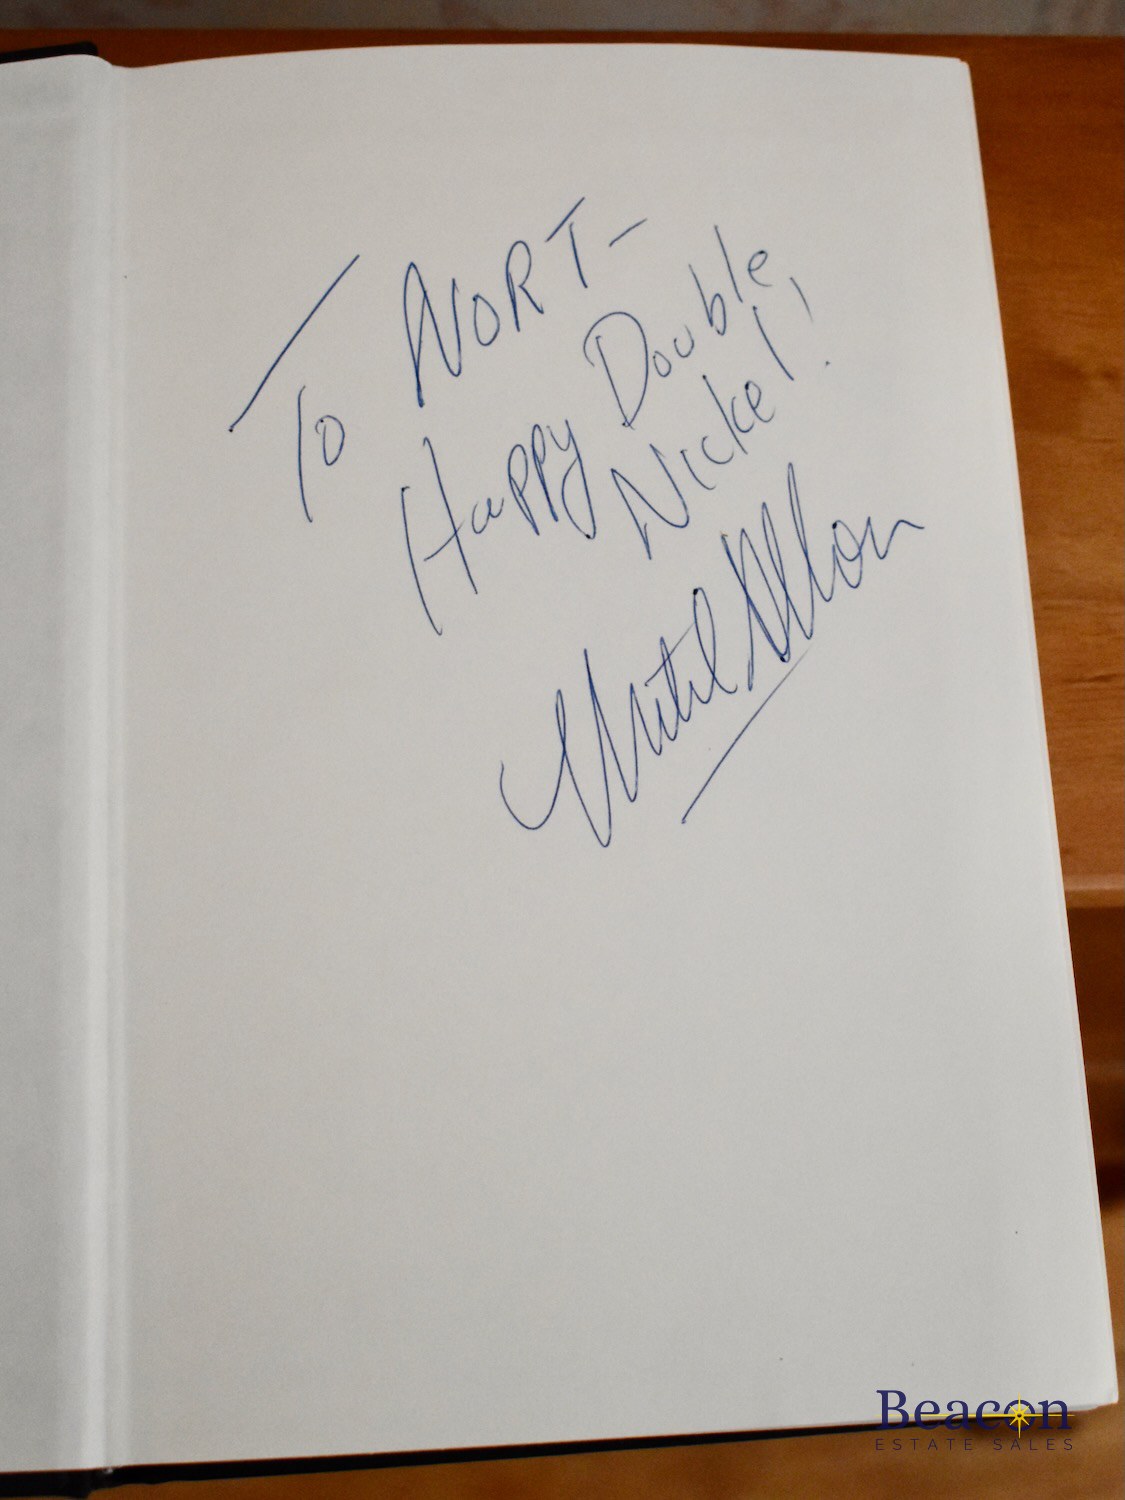 To NORT-
Happy Double
Nickel!
Beacon
ESTATE SALES